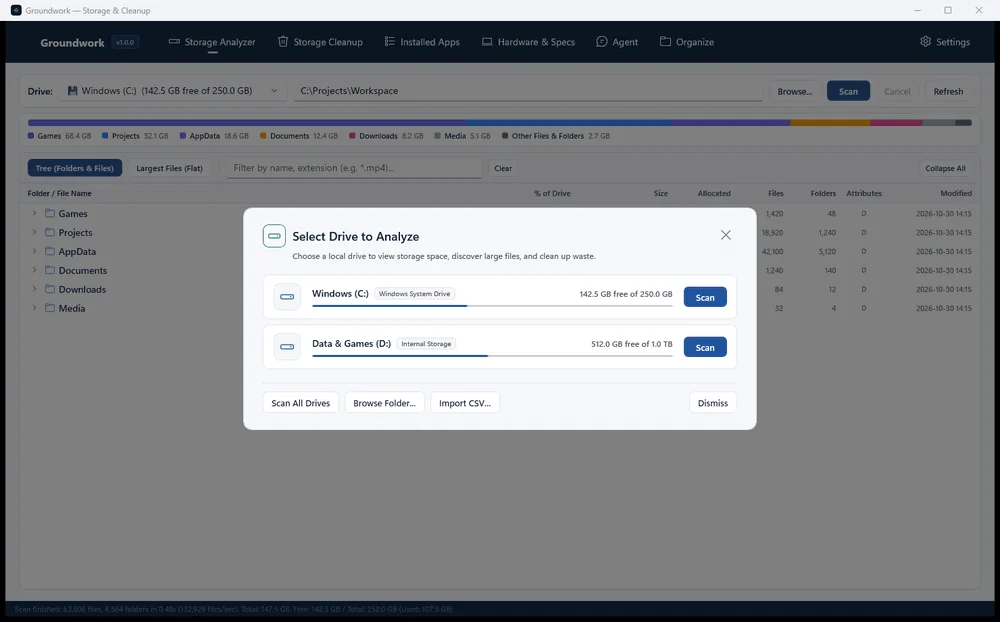 Groundwork — Storage & Cleanup
Groundwork v1.0.0 Storage Analyzer Storage Cleanup Installed Apps Hardware & Specs Agent Organize Settings
Drive: Windows (C:) (142.5 GB free of 250.0 GB) C:\Projects\Workspace Browse... Scan Cancel Refresh
Games 68.4 GB Projects 32.1 GB AppData 18.6 GB Documents 12.4 GB Downloads 8.2 GB Media 5.1 GB Other Files & Folders 2.7 GB
Tree (Folders & Files) Largest Files (Flat) Filter by name, extension (e.g. *.mp4)... Clear Collapse All
Folder / File Name % of Drive Size Allocated Files Folders Attributes Modified
Games 1,420 48 D 2026-10-30 14:15
Projects 18,920 1,240 D 2026-10-30 14:15
AppData 42,100 5,120 D 2026-10-30 14:15
Documents 1,240 140 D 2026-10-30 14:15
Downloads 84 12 D 2026-10-30 14:15
Media 32 4 D 2026-10-30 14:15
Select Drive to Analyze
Choose a local drive to view storage space, discover large files, and clean up waste.
Windows (C:) Windows System Drive 142.5 GB free of 250.0 GB Scan
Data & Games (D:) Internal Storage 512.0 GB free of 1.0 TB Scan
Scan All Drives Browse Folder... Import CSV... Dismiss
Scan finished: 63,806 files, 6,564 folders in 0.48s (132,929 files/sec). Total: 147.5 GB. Free: 142.5 GB / Total: 250.0 GB (Used: 107.5 GB)